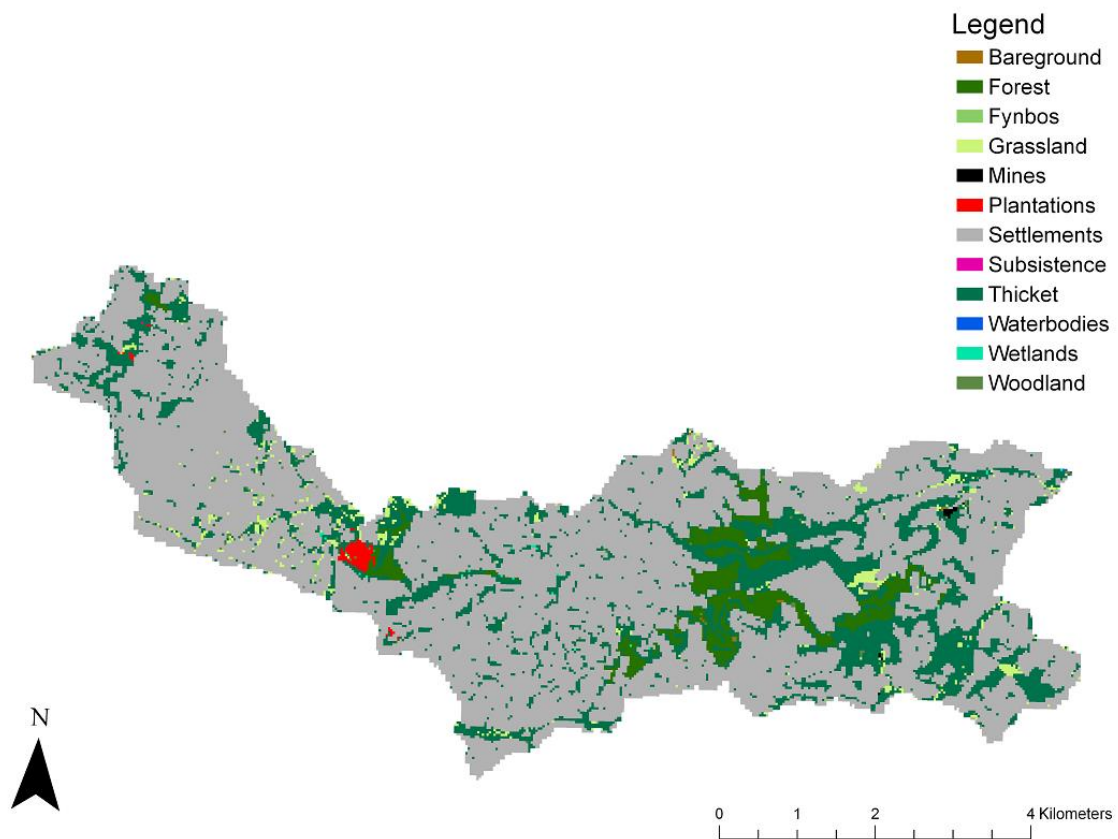 Legend
Bareground
Forest
Fynbos
Grassland
Mines
Plantations
Settlements
Subsistence
Thicket
Waterbodies
Wetlands
Woodland
N
0 1 2 4 Kilometers